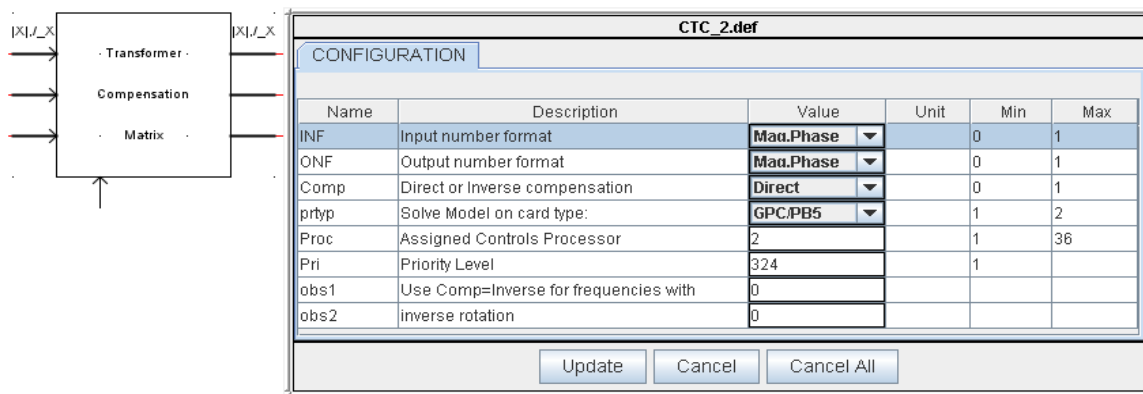 |X|,/_X
|X|,/_X
· Transformer ·
Compensation
· Matrix ·
CTC_2.def
CONFIGURATION
Name Description Value Unit Min Max
INF Input number format Mag.Phase 0 1
ONF Output number format Mag.Phase 0 1
Comp Direct or Inverse compensation Direct 0 1
prtyp Solve Model on card type: GPC/PB5 1 2
Proc Assigned Controls Processor 2 1 36
Pri Priority Level 324 1
obs1 Use Comp=Inverse for frequencies with 0
obs2 inverse rotation 0
Update Cancel Cancel All